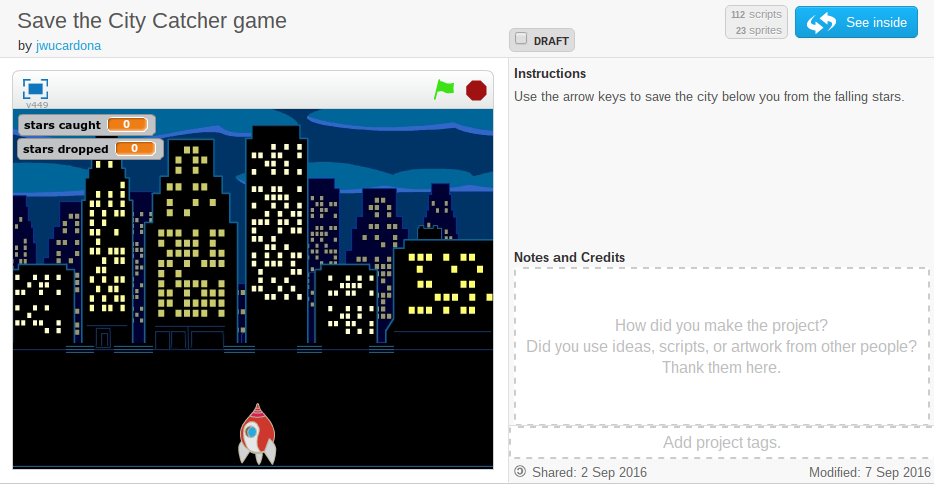 Save the City Catcher game
by jwucardona
DRAFT
112 scripts
23 sprites
See inside
v449
stars caught 0
stars dropped 0
Instructions
Use the arrow keys to save the city below you from the falling stars.
Notes and Credits
How did you make the project?
Did you use ideas, scripts, or artwork from other people?
Thank them here.
Add project tags.
Shared: 2 Sep 2016
Modified: 7 Sep 2016